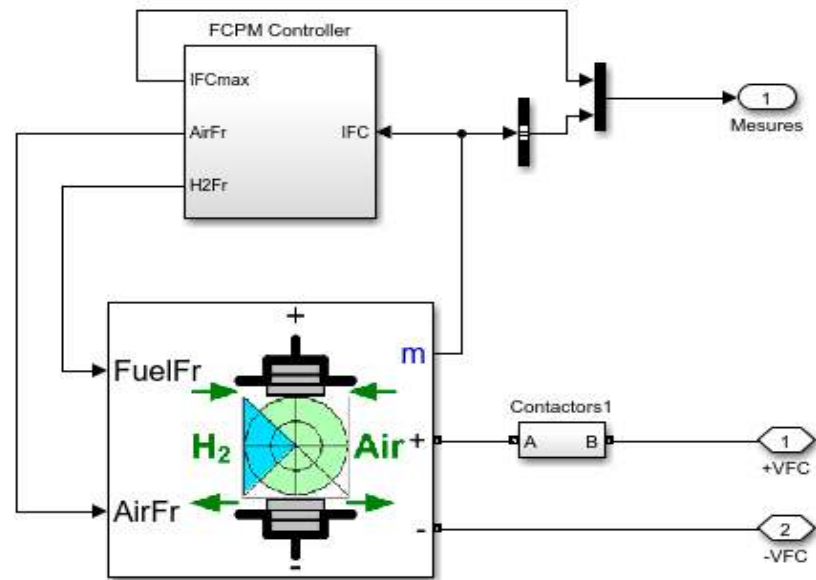 FCPM Controller
IFCmax
AirFr
IFC
H2Fr
1
Mesures
+
FuelFr
m
H₂
Air
+
Contactors1
A
B
1
+VFC
AirFr
-
-
2
-VFC